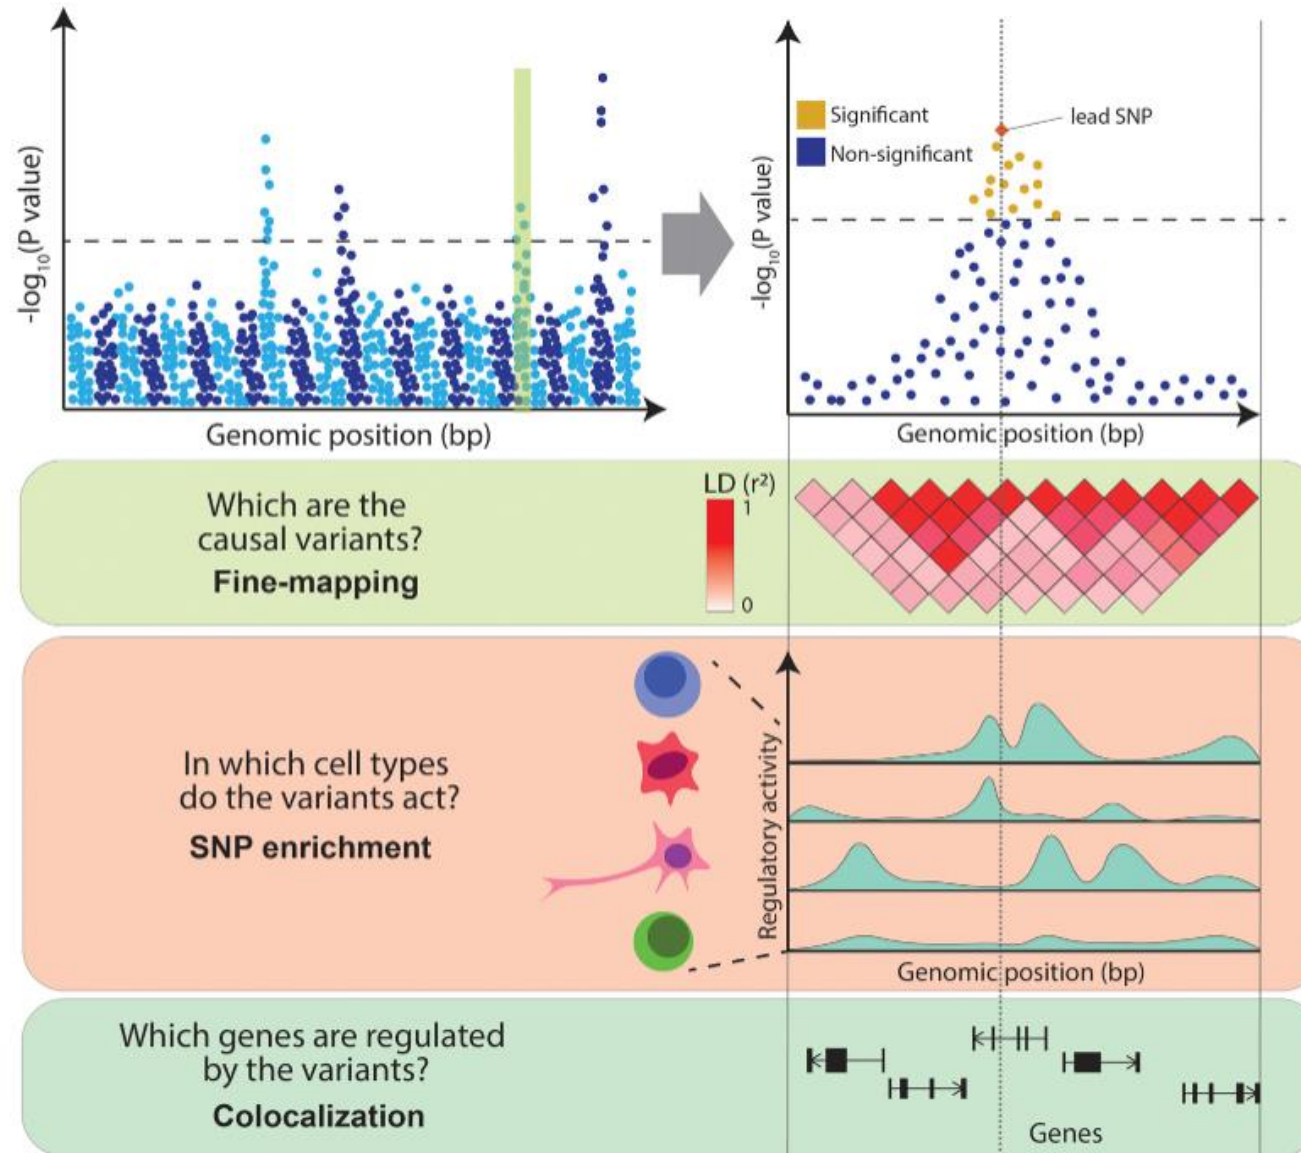 -log₁₀(P value)
Genomic position (bp)
-log₁₀(P value)
Significant
Non-significant
lead SNP
Genomic position (bp)
Which are the
causal variants?
Fine-mapping
LD (r²)
1
0
In which cell types
do the variants act?
SNP enrichment
Regulatory activity
Genomic position (bp)
Which genes are regulated
by the variants?
Colocalization
Genes